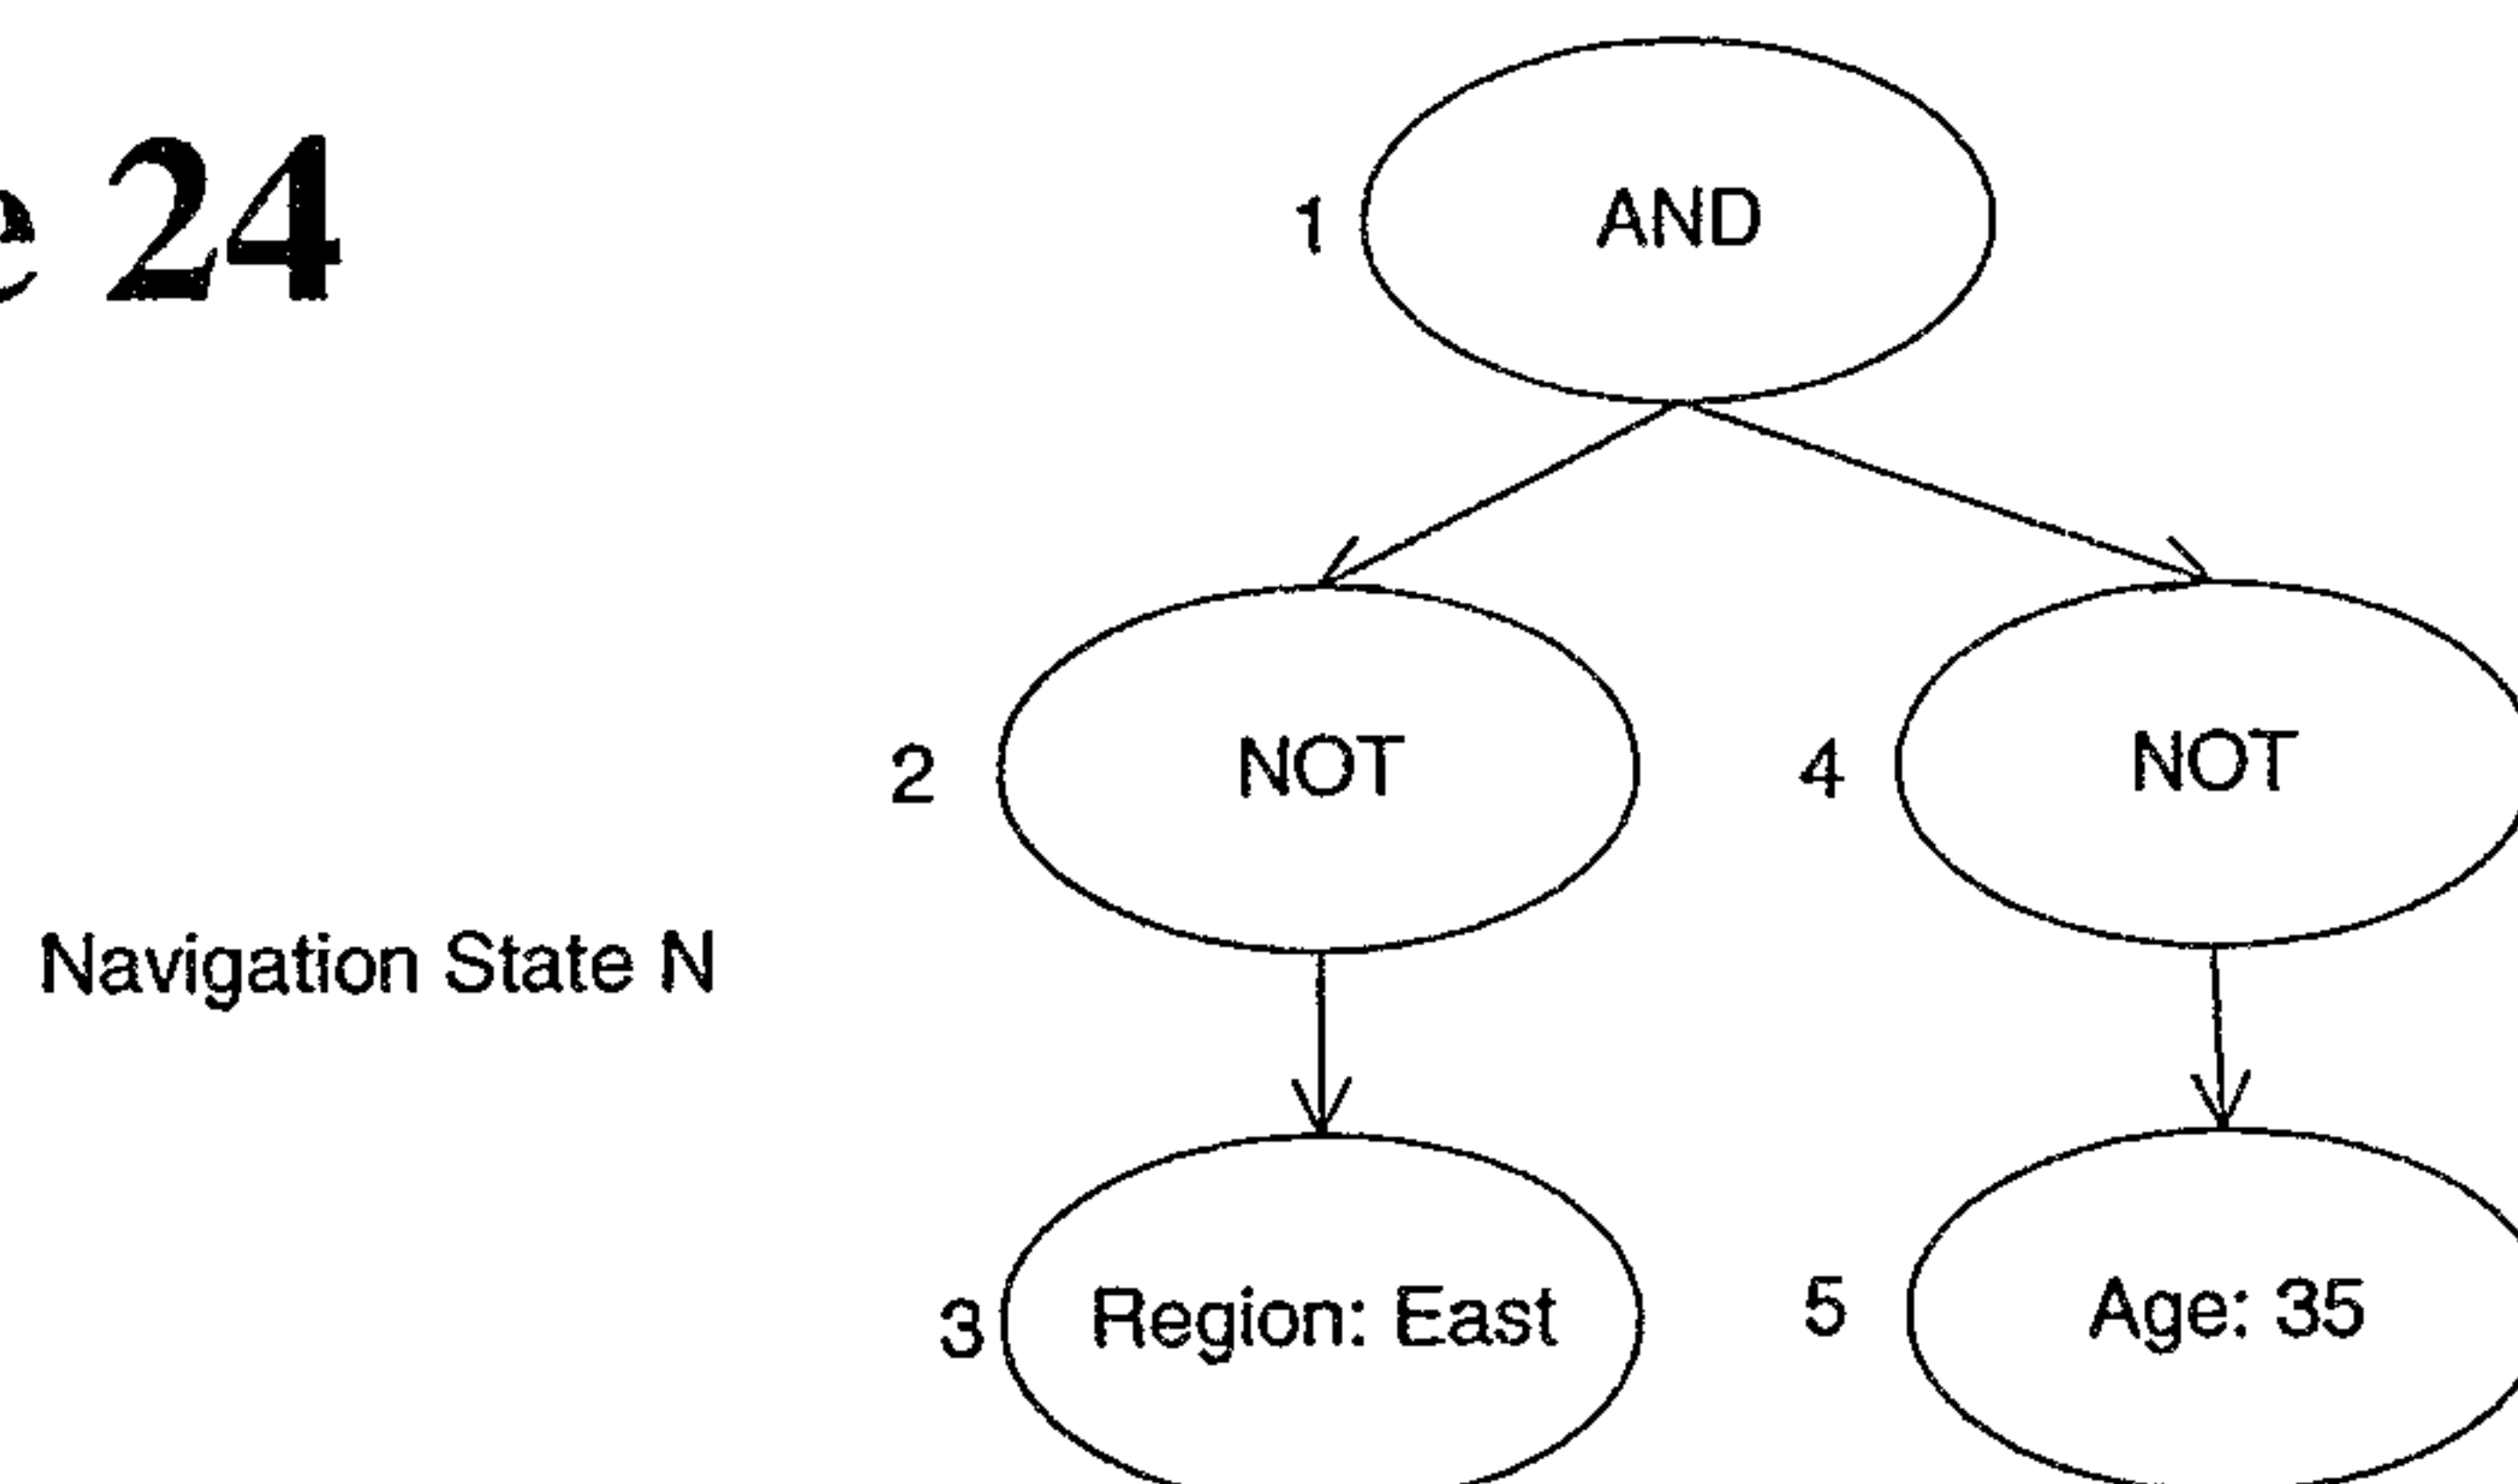 24
1 AND
2 NOT 4 NOT
Navigation State N
3 Region: East 5 Age: 35